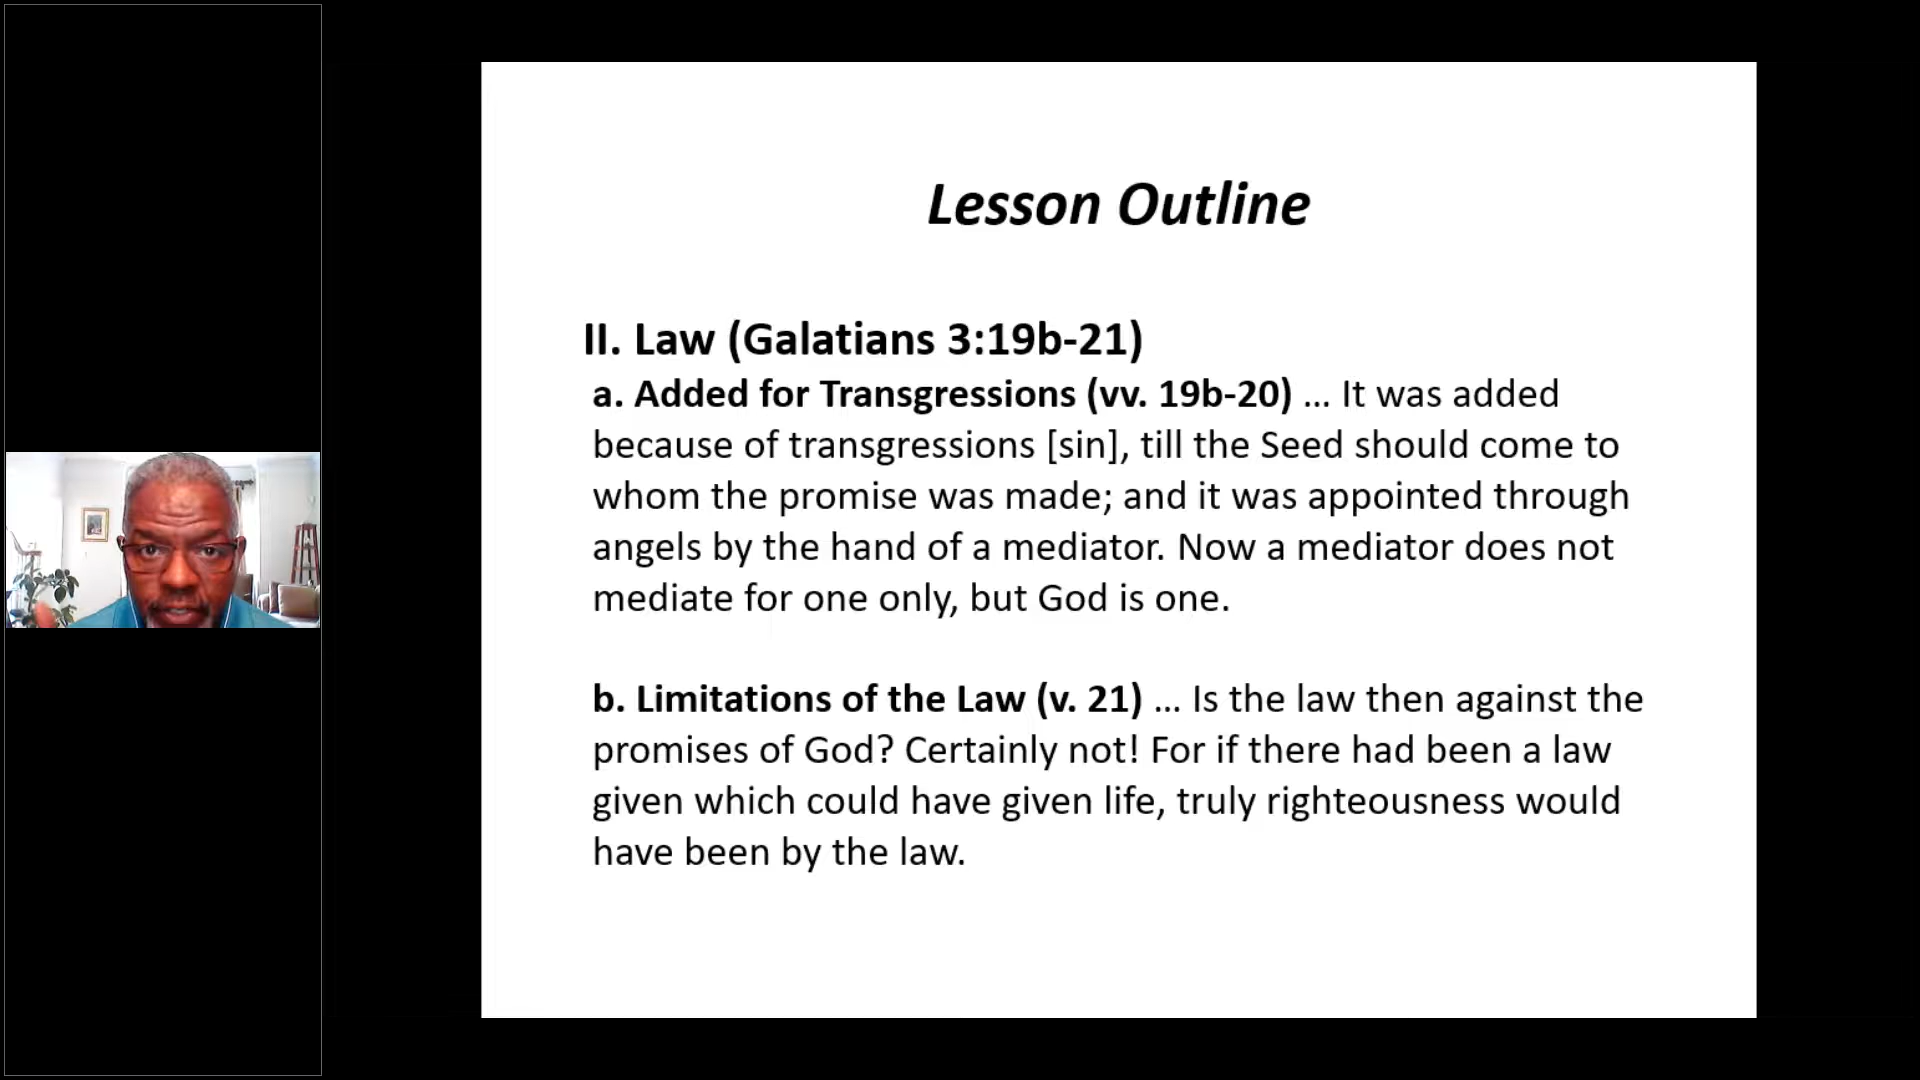 Lesson Outline
II. Law (Galatians 3:19b-21)
a. Added for Transgressions (vv. 19b-20) ... It was added
because of transgressions [sin], till the Seed should come to
whom the promise was made; and it was appointed through
angels by the hand of a mediator. Now a mediator does not
mediate for one only, but God is one.
b. Limitations of the Law (v. 21) ... Is the law then against the
promises of God? Certainly not! For if there had been a law
given which could have given life, truly righteousness would
have been by the law.